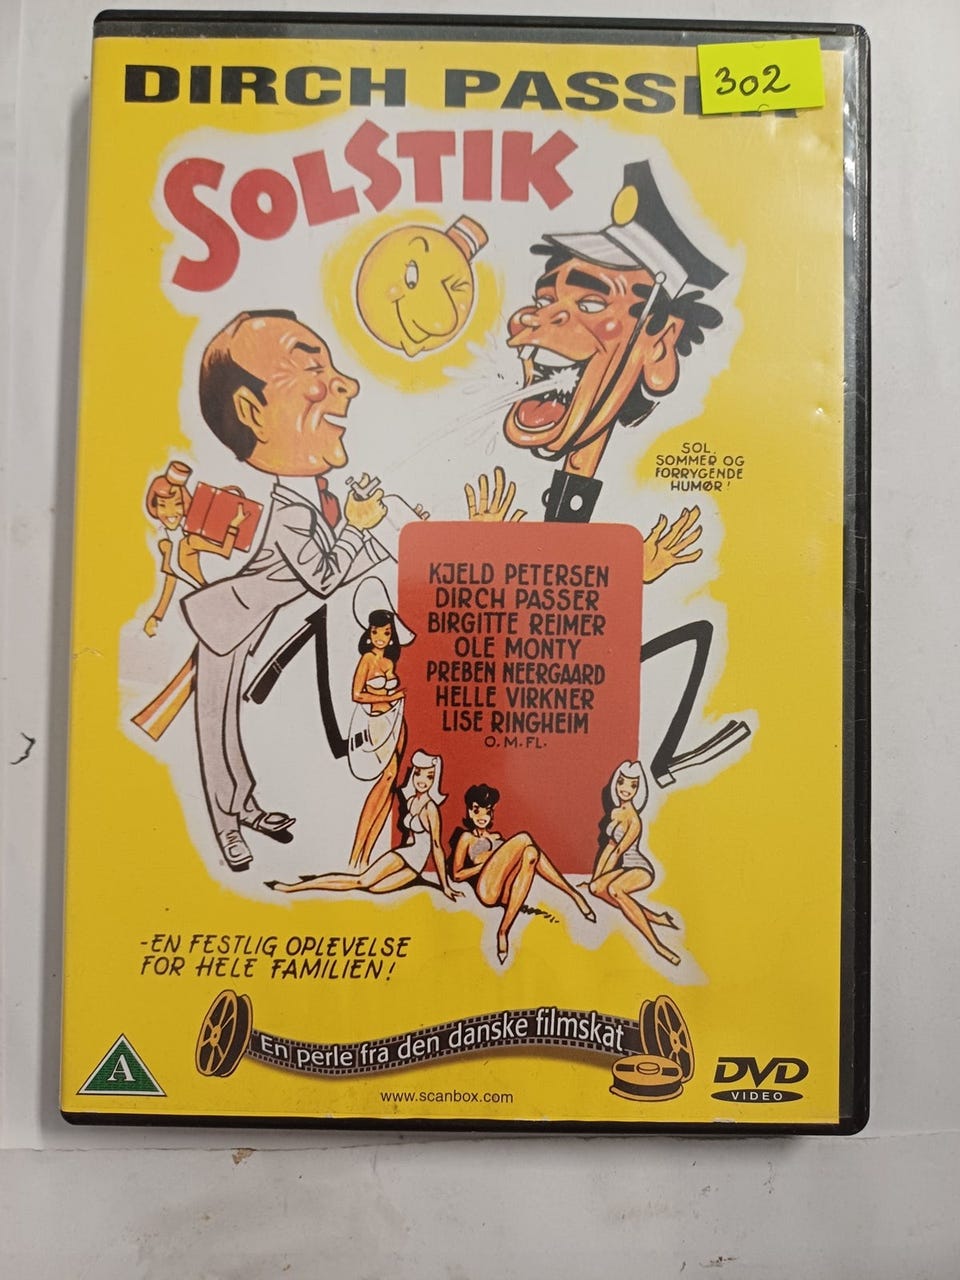 DIRCH PASSER
302
SOLSTIK
SOL,
SOMMER OG
FORRYGENDE
HUMØR!
KJELD PETERSEN
DIRCH PASSER
BIRGITTE REIMER
OLE MONTY
PREBEN NEERGAARD
HELLE VIRKNER
LISE RINGHEIM
O.M.FL.
-EN FESTLIG OPLEVELSE
FOR HELE FAMILIEN!
En perle fra den danske filmskat
A
www.scanbox.com
DVD
VIDEO